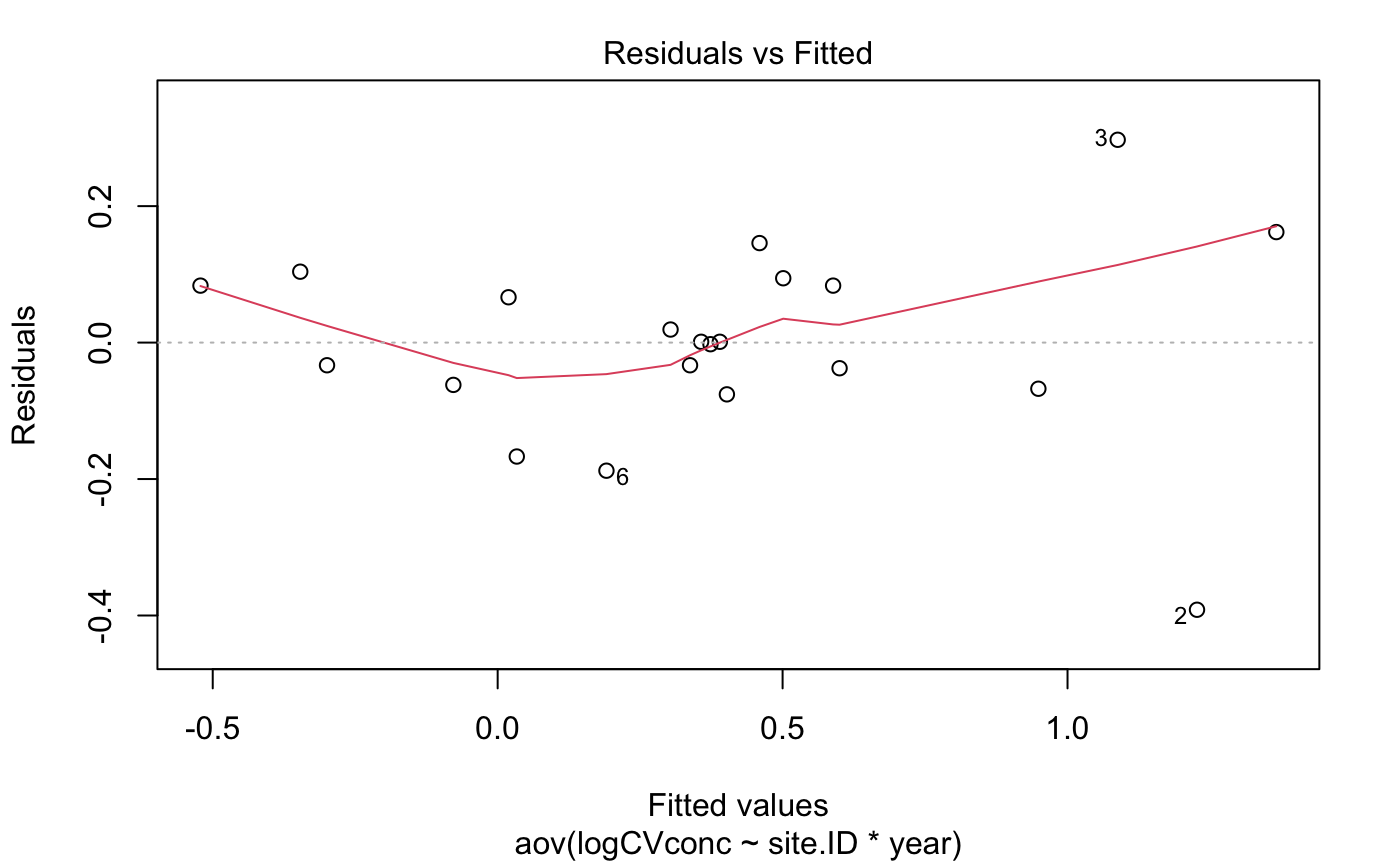 Residuals vs Fitted
Residuals
0.2
0.0
-0.2
-0.4
3
6
2
-0.5 0.0 0.5 1.0
Fitted values
aov(logCVconc ~ site.ID * year)